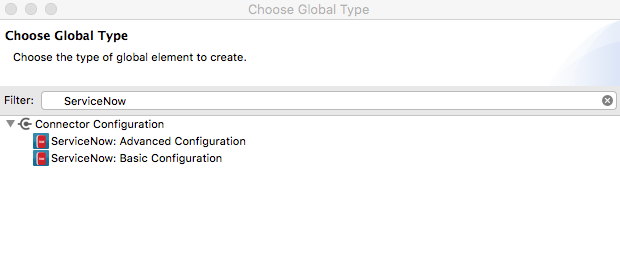 Choose Global Type
Choose Global Type
Choose the type of global element to create.
Filter: ServiceNow
Connector Configuration
ServiceNow: Advanced Configuration
ServiceNow: Basic Configuration